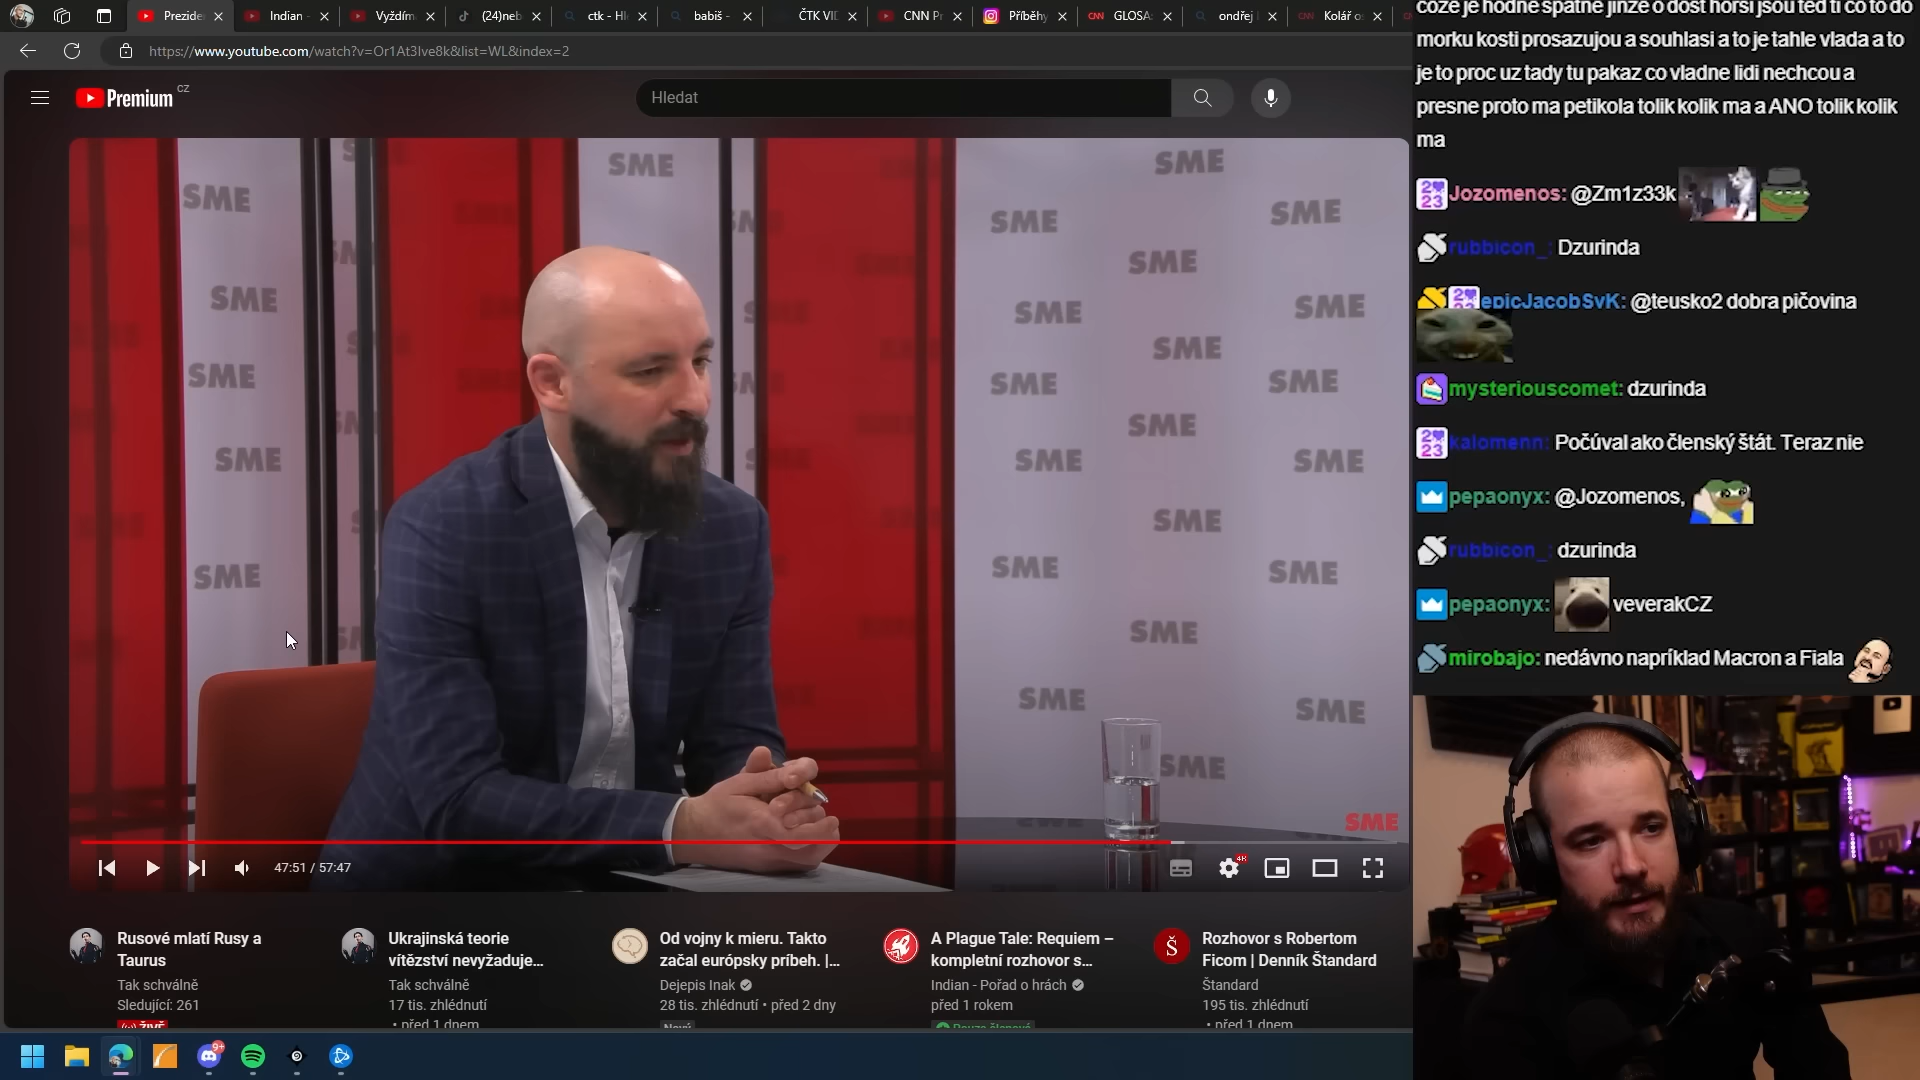 Prezide
Indian -
Vyždím
(24)neb
ctk - Hl
babiš -
ČTK VI
CNN P
Příběhy
GLOSA
ondřej
Kolář o
https://www.youtube.com/watch?v=Or1At3lve8k&list=WL&index=2
Premium CZ
Hledat
SME
47:51 / 57:47
4K
Rusové mlatí Rusy a
Taurus
Tak schválně
Sledující: 261
ŽIVĚ
Ukrajinská teorie
vítězství nevyžaduje...
Tak schválně
17 tis. zhlédnutí
• před 1 dnem
Od vojny k mieru. Takto
začal európsky príbeh. |...
Dejepis Inak
28 tis. zhlédnutí • před 2 dny
Nový
A Plague Tale: Requiem –
kompletní rozhovor s...
Indian - Pořad o hrách
před 1 rokem
Pouze členové
Š
Rozhovor s Robertom
Ficom | Denník Štandard
Štandard
195 tis. zhlédnutí
• před 1 dnem
coze je hodne spatne jinze o dost horsi jsou ted ti co to do
morku kosti prosazujou a souhlasi a to je tahle vlada a to
je to proc uz tady tu pakaz co vladne lidi nechcou a
presne proto ma petikola tolik kolik ma a ANO tolik kolik
ma
Jozomenos: @Zm1z33k
rubbicon_: Dzurinda
epicJacobSvK: @teusko2 dobra pičovina
mysteriouscomet: dzurinda
kalomenn: Počúval ako členský štát. Teraz nie
pepaonyx: @Jozomenos,
rubbicon_: dzurinda
pepaonyx: veverakCZ
mirobajo: nedávno napríklad Macron a Fiala
9+